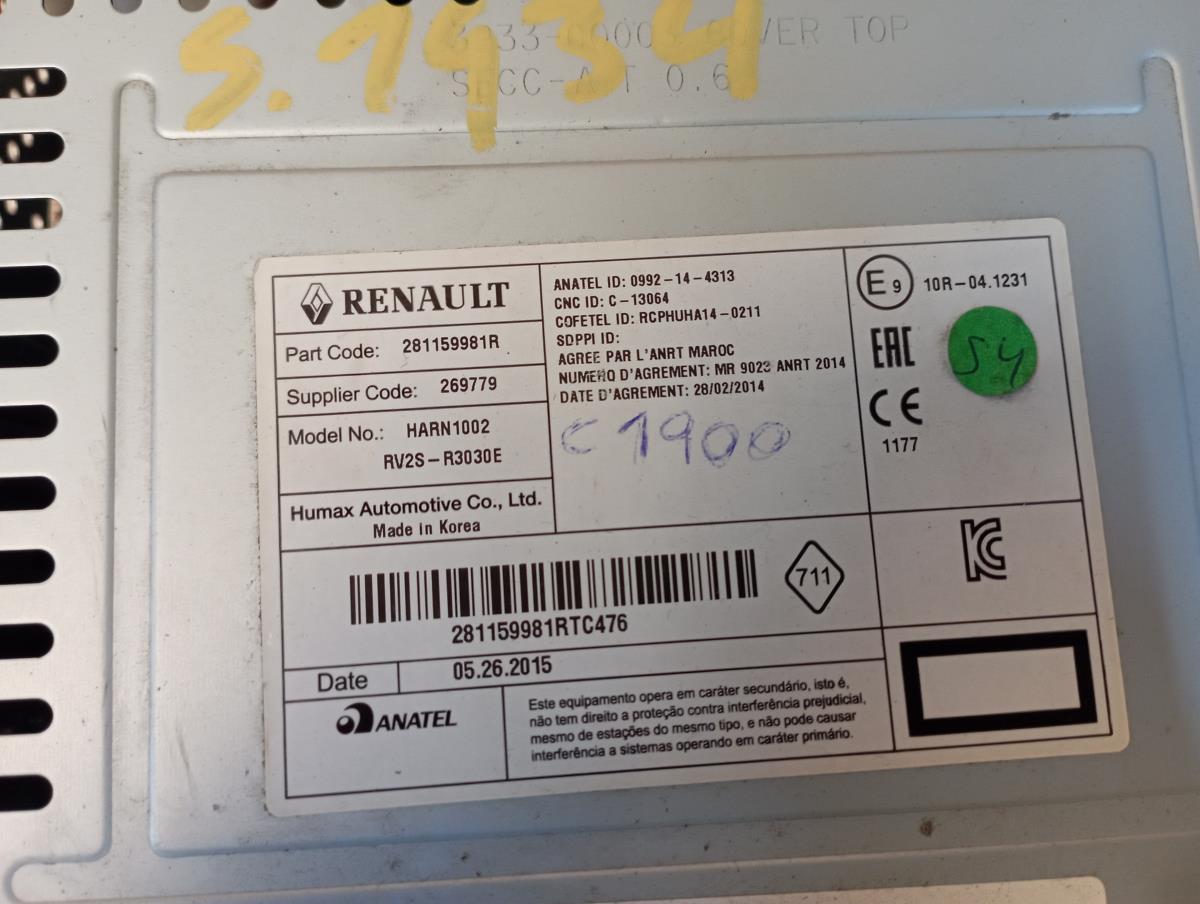 S.1934
COVER TOP
0.6
RENAULT
Part Code: 281159981R
Supplier Code: 269779
Model No.: HARN1002
RV2S-R3030E
Humax Automotive Co., Ltd.
Made in Korea
ANATEL ID: 0992-14-4313
CNC ID: C-13064
COFETEL ID: RCPHUHA14-0211
SDPPI ID:
AGREE PAR L'ANRT MAROC
NUMERO D'AGREMENT: MR 9023 ANRT 2014
DATE D'AGREMENT: 28/02/2014
C1900
E9 10R-04.1231
EAC
S4
CE
1177
KC
711
281159981RTC476
Date 05.26.2015
ANATEL
Este equipamento opera em caráter secundário, isto é,
não tem direito a proteção contra interferência prejudicial,
mesmo de estações do mesmo tipo, e não pode causar
interferência a sistemas operando em caráter primário.